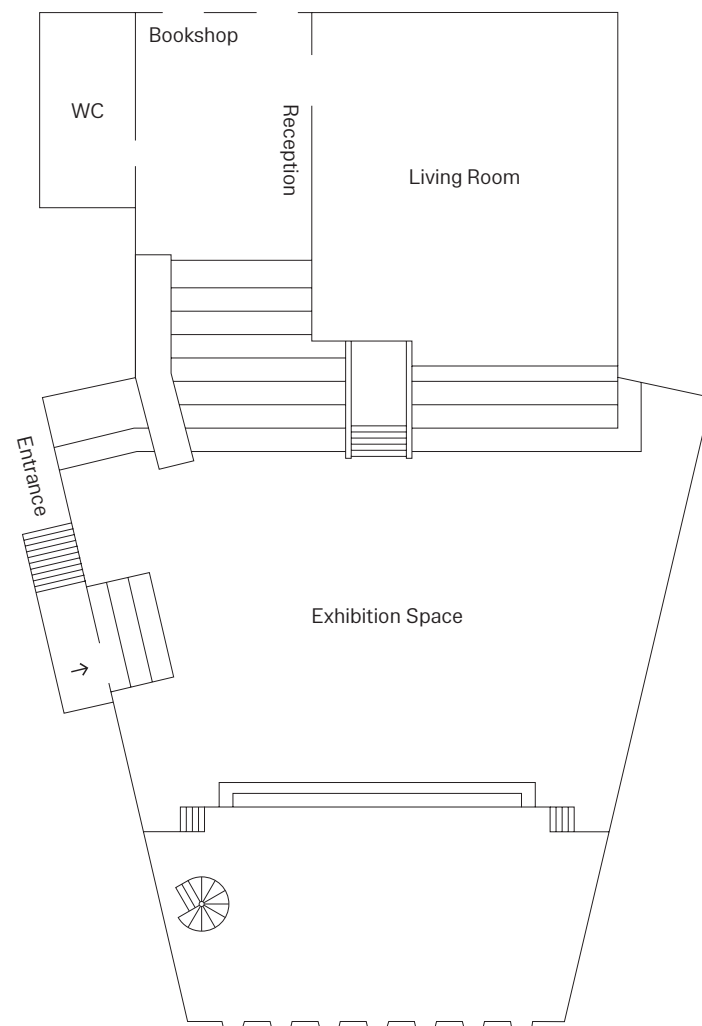 Bookshop
WC
Reception
Living Room
Entrance
Exhibition Space